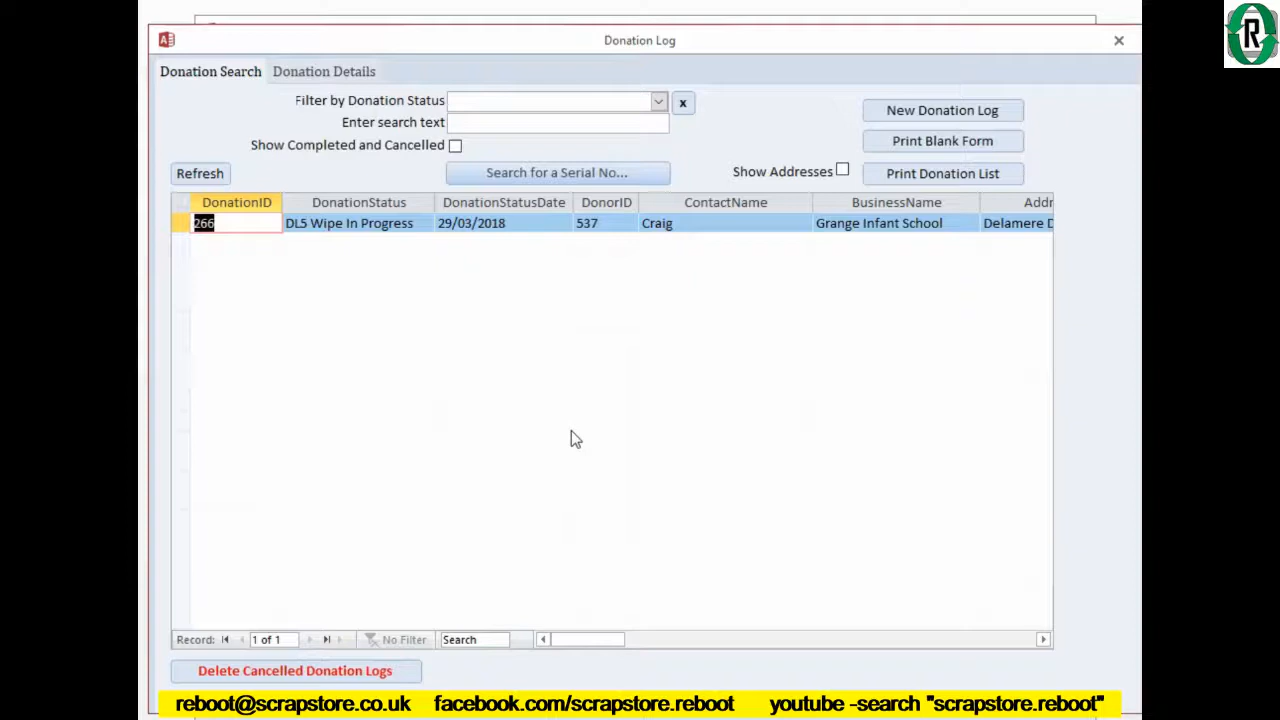 R
Donation Log
Donation Search Donation Details
Filter by Donation Status
x
New Donation Log
Enter search text
Print Blank Form
Show Completed and Cancelled
Refresh
Search for a Serial No...
Show Addresses
Print Donation List
DonationID DonationStatus DonationStatusDate DonorID ContactName BusinessName Addr
266 DL5 Wipe In Progress 29/03/2018 537 Craig Grange Infant School Delamere D
Record: 1 of 1 No Filter Search
Delete Cancelled Donation Logs
reboot@scrapstore.co.uk facebook.com/scrapstore.reboot youtube -search "scrapstore.reboot"